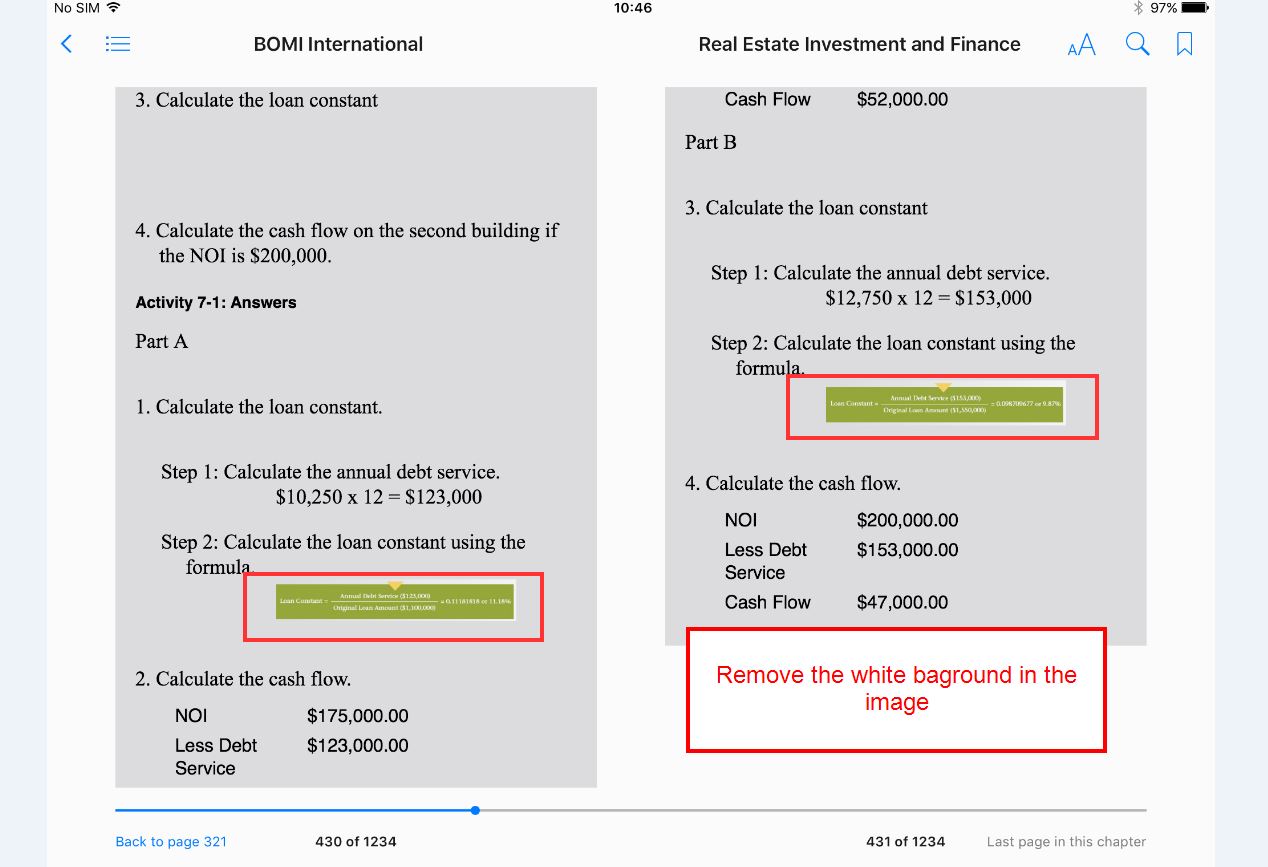 No SIM 10:46 97%
BOMI International
Real Estate Investment and Finance
AA
3. Calculate the loan constant
4. Calculate the cash flow on the second building if
the NOI is $200,000.
Activity 7-1: Answers
Part A
1. Calculate the loan constant.
Step 1: Calculate the annual debt service.
$10,250 x 12 = $123,000
Step 2: Calculate the loan constant using the
formula.
Annual Debt Service ($123,000)
Loan Constant = = 0.11181818 or 11.18%
Original Loan Amount ($1,100,000)
2. Calculate the cash flow.
NOI $175,000.00
Less Debt $123,000.00
Service
Cash Flow $52,000.00
Part B
3. Calculate the loan constant
Step 1: Calculate the annual debt service.
$12,750 x 12 = $153,000
Step 2: Calculate the loan constant using the
formula.
Annual Debt Service ($153,000)
Loan Constant = = 0.098709677 or 9.87%
Original Loan Amount ($1,550,000)
4. Calculate the cash flow.
NOI $200,000.00
Less Debt $153,000.00
Service
Cash Flow $47,000.00
Remove the white baground in the
image
Back to page 321 430 of 1234 431 of 1234 Last page in this chapter